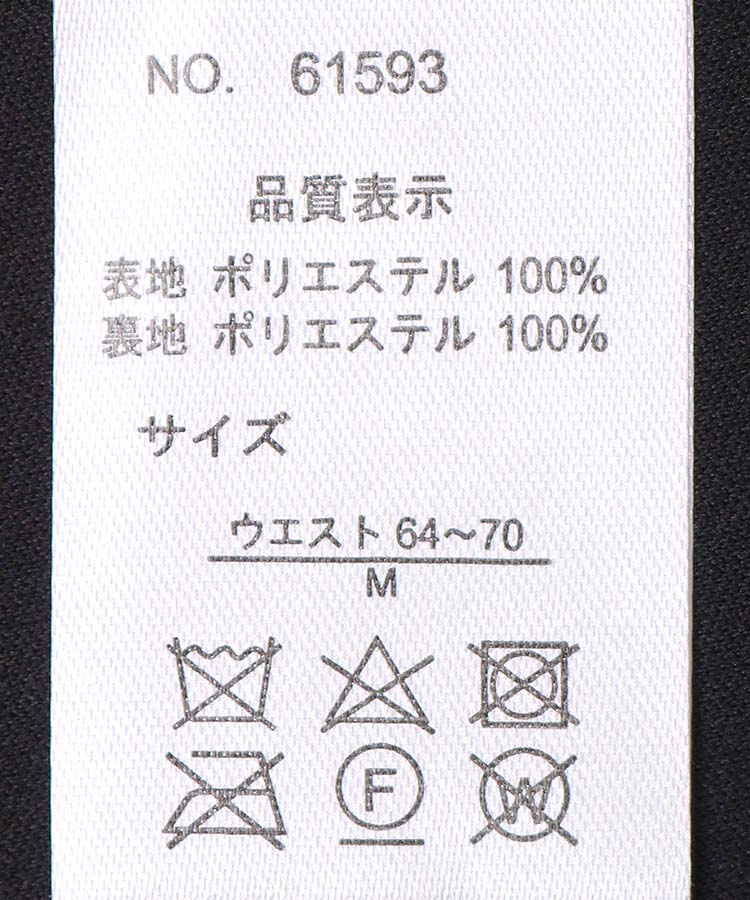 NO. 61593
品質表示
表地 ポリエステル 100%
裏地 ポリエステル 100%
サイズ
ウエスト 64～70
M
F
W